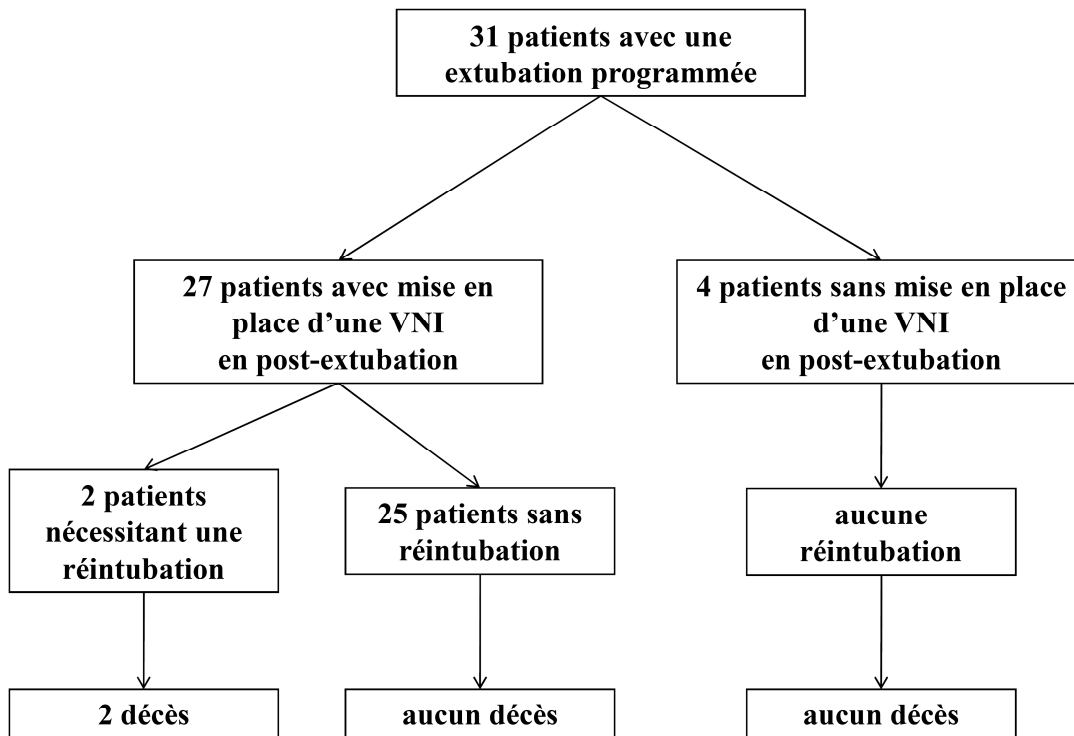 31 patients avec une
extubation programmée
27 patients avec mise en
place d’une VNI
en post-extubation
4 patients sans mise en place
d’une VNI
en post-extubation
2 patients
nécessitant une
réintubation
25 patients sans
réintubation
aucune
réintubation
2 décès
aucun décès
aucun décès